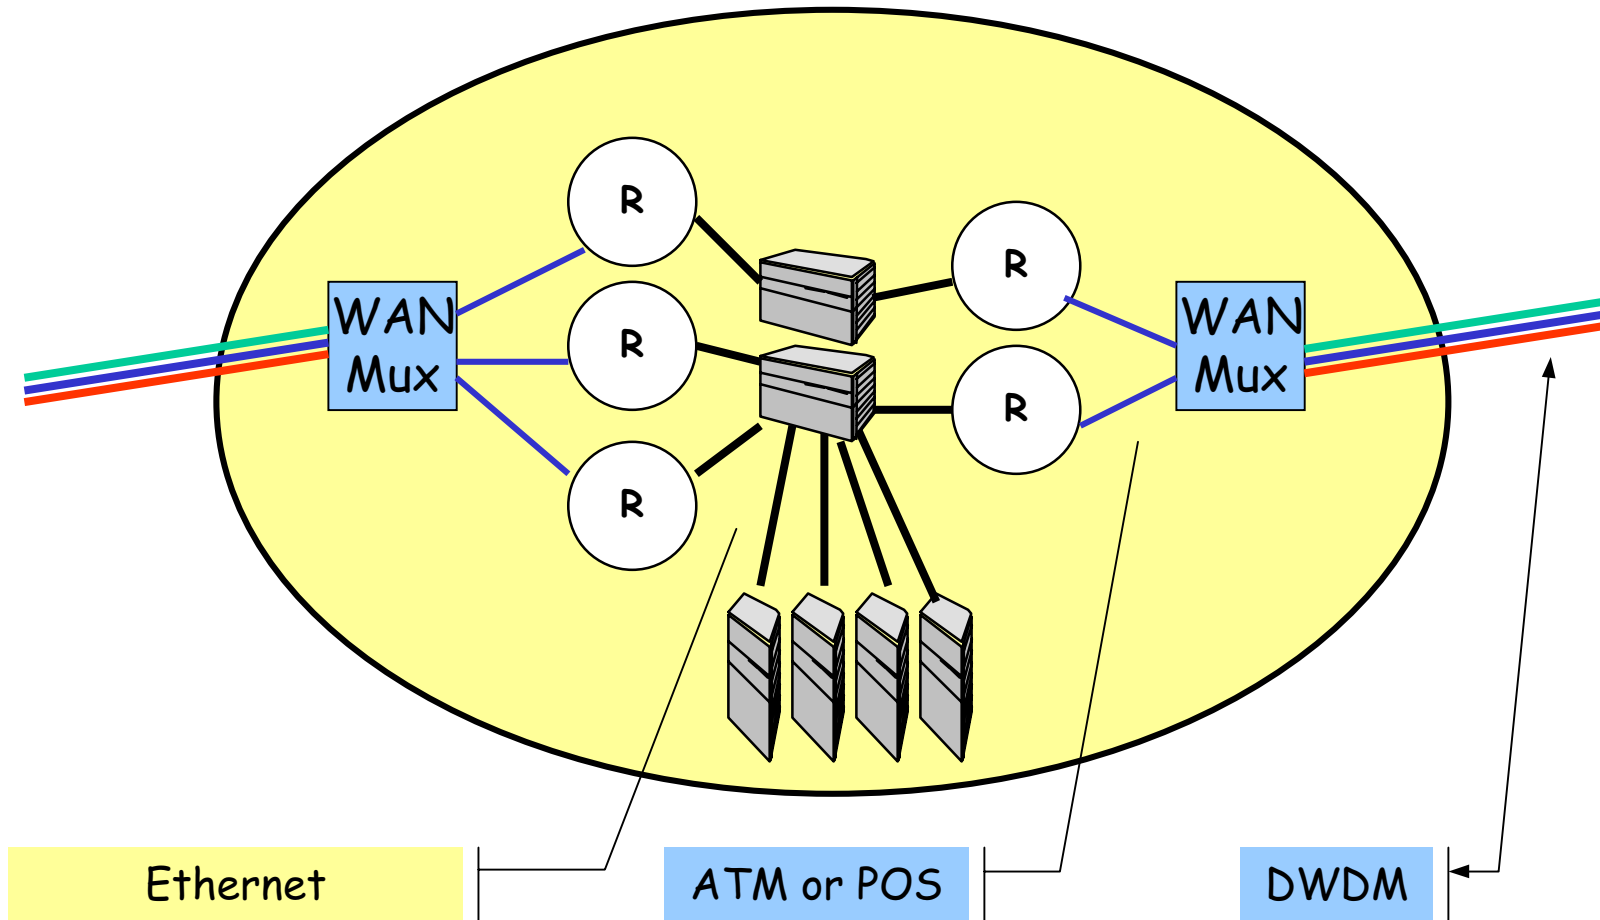 R
R
R
R
R
WAN
Mux
WAN
Mux
Ethernet
ATM or POS
DWDM